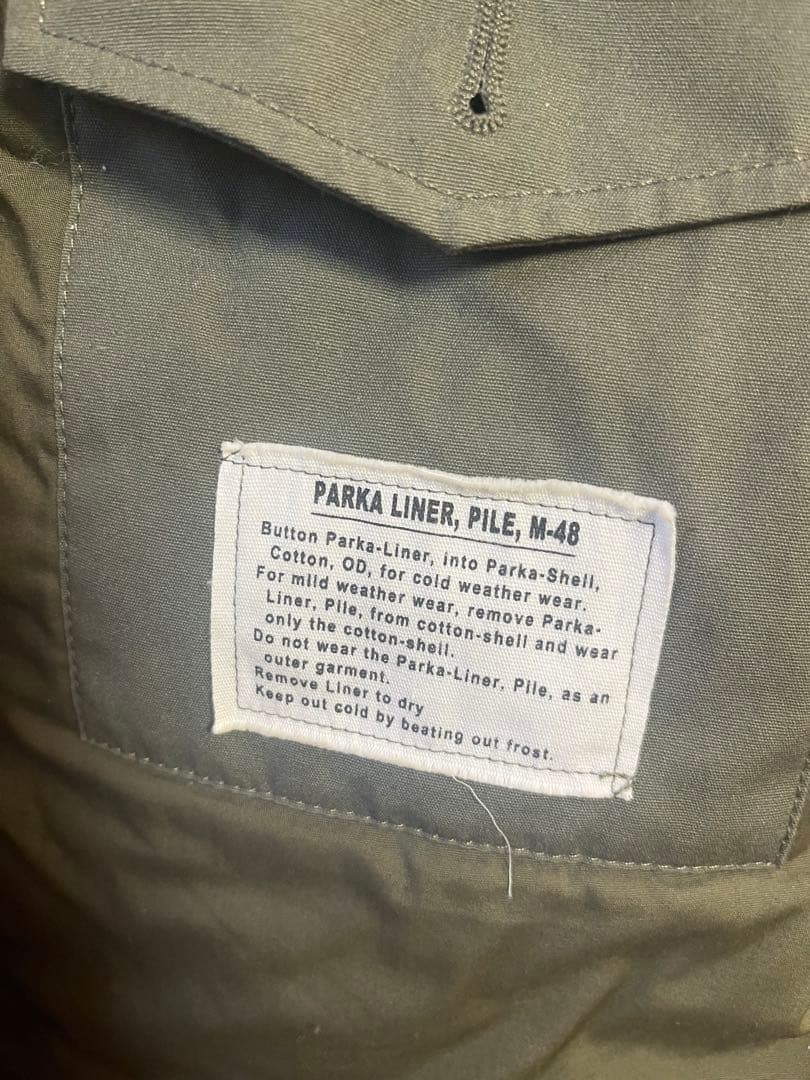 PARKA LINER, PILE, M-48
Button Parka-Liner, into Parka-Shell,
Cotton, OD, for cold weather wear.
For mild weather wear, remove Parka-
Liner, Pile, from cotton-shell and wear
only the cotton-shell.
Do not wear the Parka-Liner, Pile, as an
outer garment.
Remove Liner to dry
Keep out cold by beating out frost.